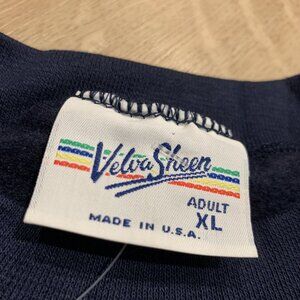 Velva Sheen
ADULT
XL
MADE IN U.S.A.